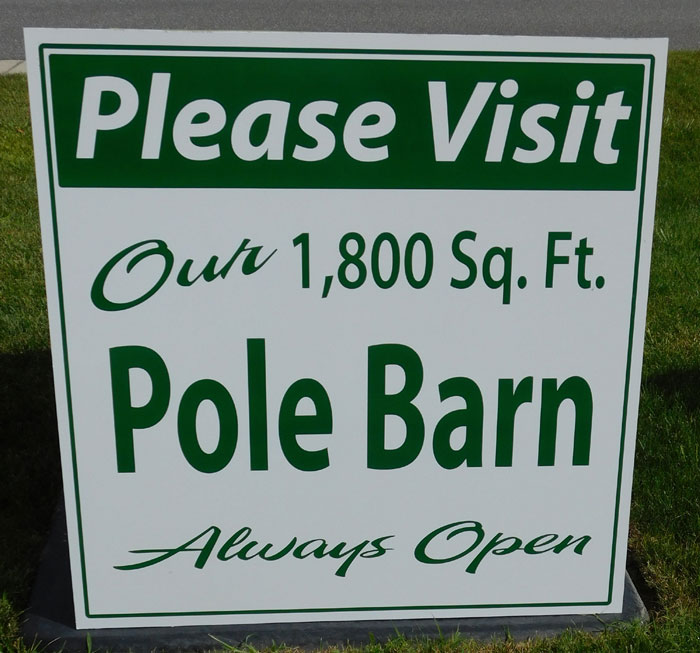 Please Visit
Our 1,800 Sq. Ft.
Pole Barn
Always Open